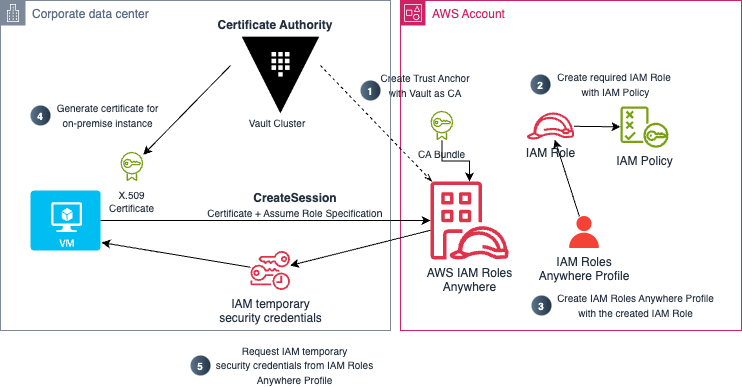 Corporate data center
AWS Account
Certificate Authority
Vault Cluster
1
Create Trust Anchor
with Vault as CA
2
Create required IAM Role
with IAM Policy
4
Generate certificate for
on-premise instance
CA Bundle
IAM Role
IAM Policy
X.509
Certificate
CreateSession
Certificate + Assume Role Specification
VM
AWS IAM Roles
Anywhere
IAM Roles
Anywhere Profile
IAM temporary
security credentials
3
Create IAM Roles Anywhere Profile
with the created IAM Role
5
Request IAM temporary
security credentials from IAM Roles
Anywhere Profile